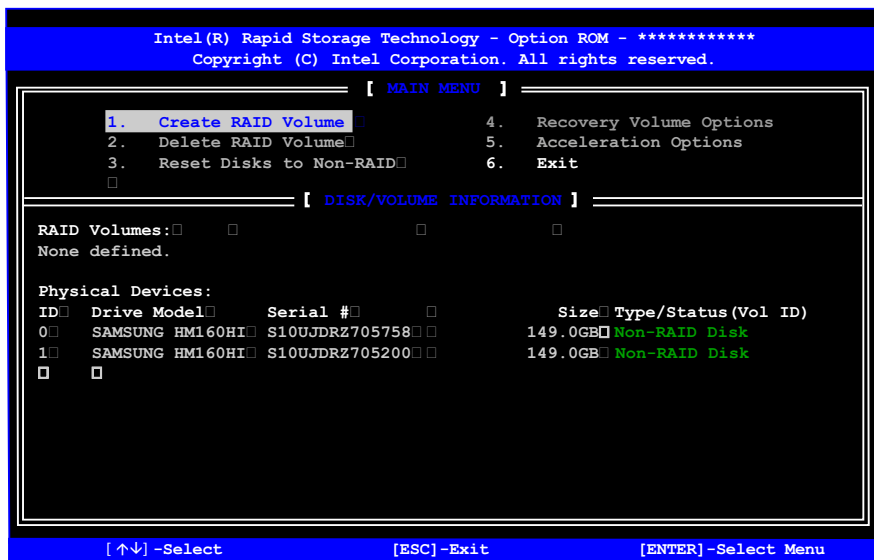 Intel(R) Rapid Storage Technology - Option ROM - ************
Copyright (C) Intel Corporation. All rights reserved.
[ MAIN MENU ]
1. Create RAID Volume 4. Recovery Volume Options
2. Delete RAID Volume 5. Acceleration Options
3. Reset Disks to Non-RAID 6. Exit
[ DISK/VOLUME INFORMATION ]
RAID Volumes:
None defined.
Physical Devices:
ID Drive Model Serial # Size Type/Status(Vol ID)
0 SAMSUNG HM160HI S10UJDRZ705758 149.0GB Non-RAID Disk
1 SAMSUNG HM160HI S10UJDRZ705200 149.0GB Non-RAID Disk
[↑↓]-Select [ESC]-Exit [ENTER]-Select Menu